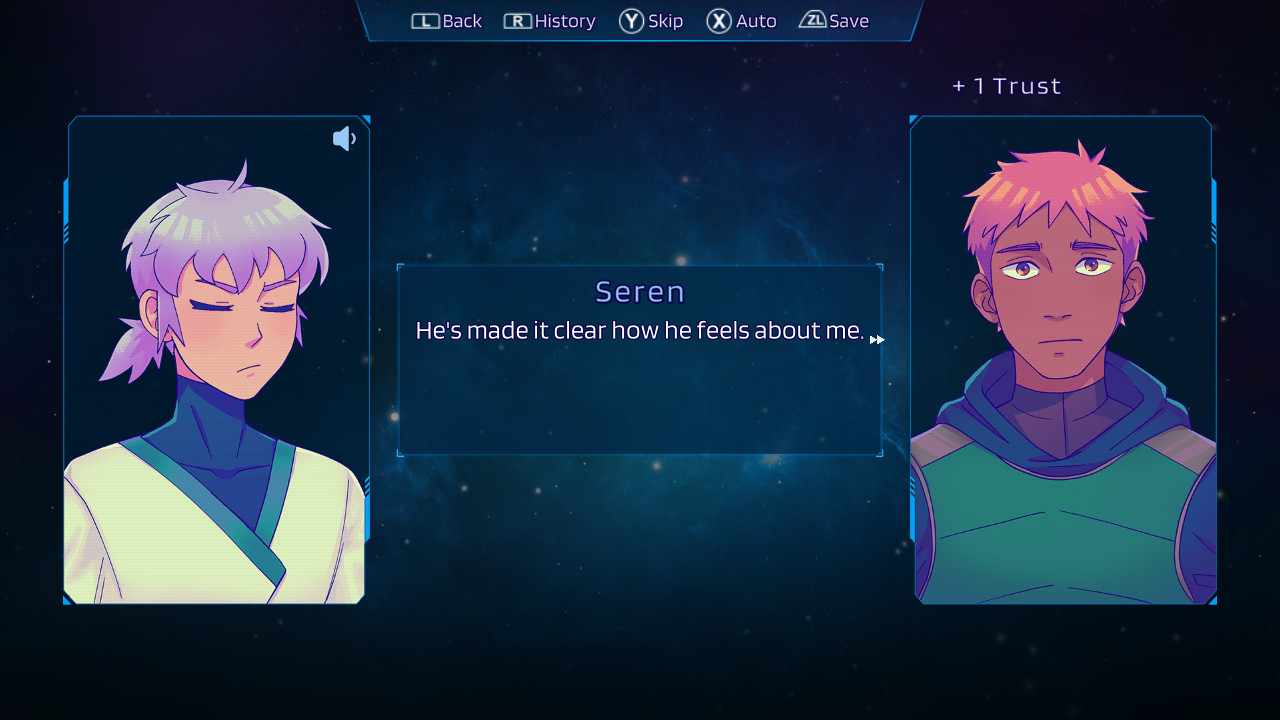 L Back R History Y Skip X Auto ZL Save
+ 1 Trust
Seren
He's made it clear how he feels about me.